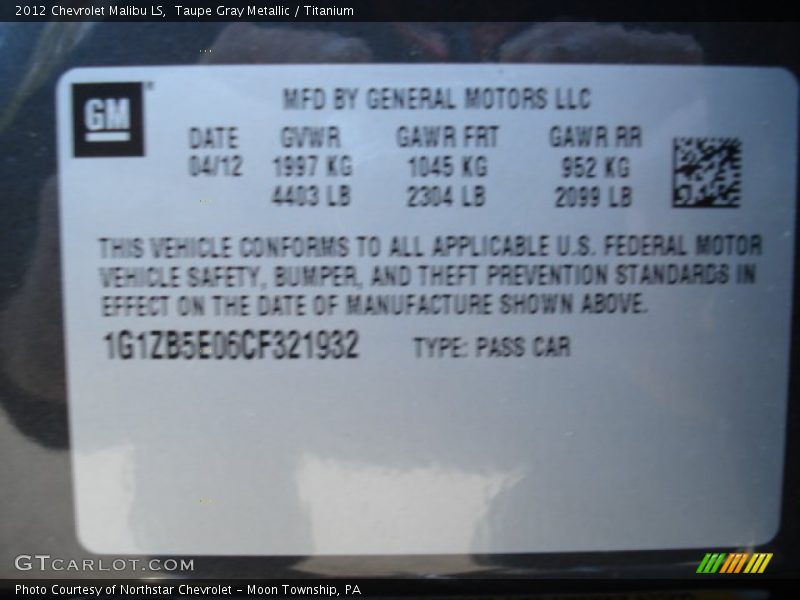 2012 Chevrolet Malibu LS, Taupe Gray Metallic / Titanium
GM
MFD BY GENERAL MOTORS LLC
DATE GVWR GAWR FRT GAWR RR
04/12 1997 KG 1045 KG 952 KG
4403 LB 2304 LB 2099 LB
THIS VEHICLE CONFORMS TO ALL APPLICABLE U.S. FEDERAL MOTOR
VEHICLE SAFETY, BUMPER, AND THEFT PREVENTION STANDARDS IN
EFFECT ON THE DATE OF MANUFACTURE SHOWN ABOVE.
1G1ZB5E06CF321932 TYPE: PASS CAR
GTCARLOT.COM
Photo Courtesy of Northstar Chevrolet - Moon Township, PA